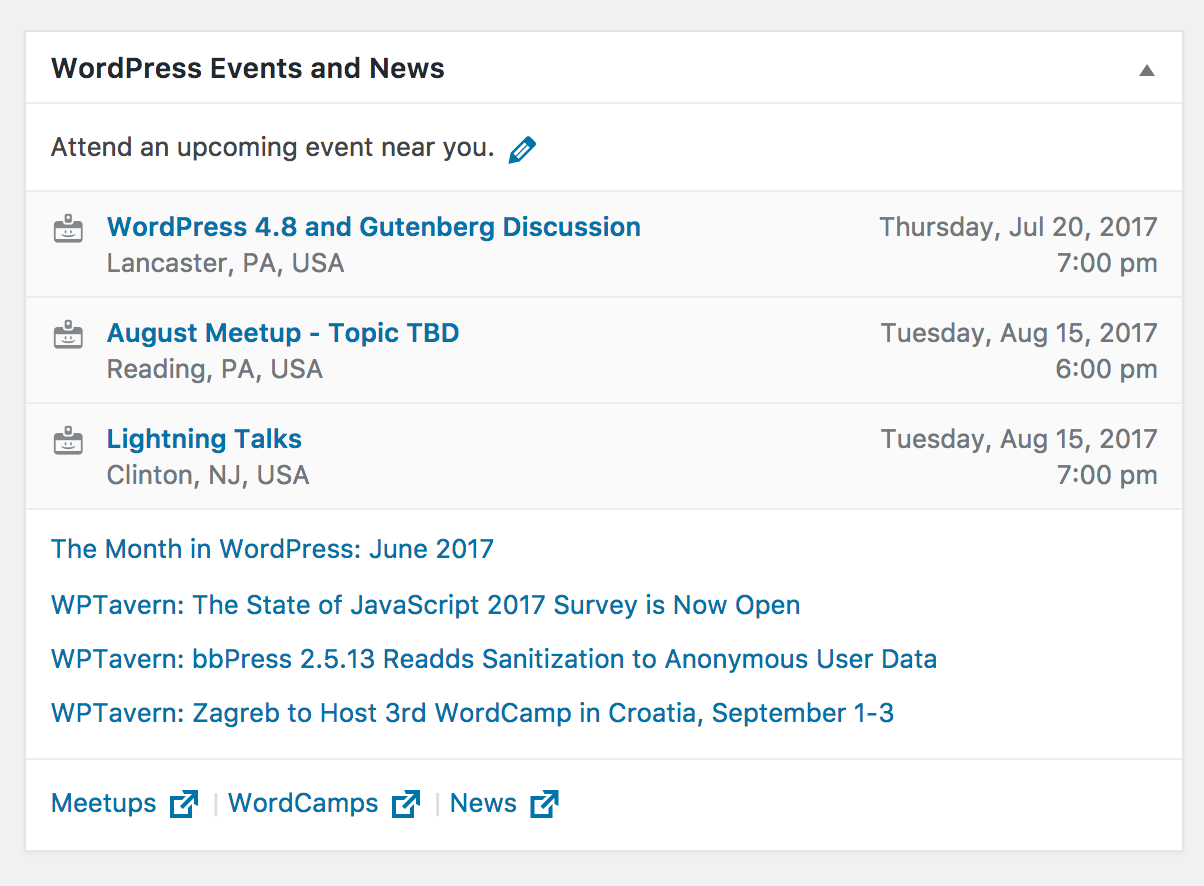 WordPress Events and News
Attend an upcoming event near you.
WordPress 4.8 and Gutenberg Discussion
Thursday, Jul 20, 2017
Lancaster, PA, USA
7:00 pm
August Meetup - Topic TBD
Tuesday, Aug 15, 2017
Reading, PA, USA
6:00 pm
Lightning Talks
Tuesday, Aug 15, 2017
Clinton, NJ, USA
7:00 pm
The Month in WordPress: June 2017
WPTavern: The State of JavaScript 2017 Survey is Now Open
WPTavern: bbPress 2.5.13 Readds Sanitization to Anonymous User Data
WPTavern: Zagreb to Host 3rd WordCamp in Croatia, September 1-3
Meetups | WordCamps | News